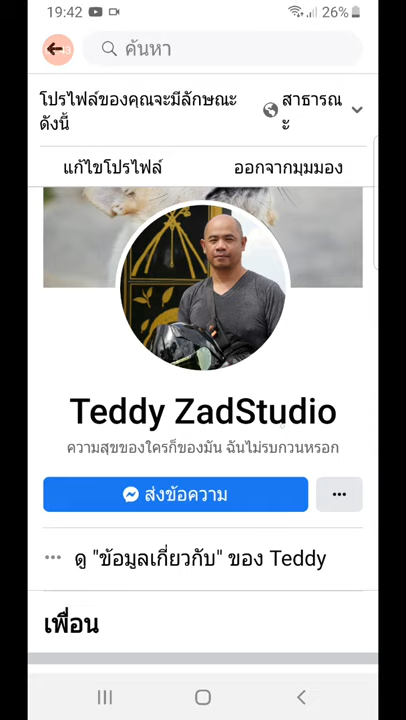 19:42 26%
ค้นหา
โปรไฟล์ของคุณจะมีลักษณะ
ดังนี้
สาธารณ
ะ
แก้ไขโปรไฟล์ ออกจากมุมมอง
Teddy ZadStudio
ความสุขของใครก็ของมัน ฉันไม่รบกวนหรอก
ส่งข้อความ
ดู "ข้อมูลเกี่ยวกับ" ของ Teddy
เพื่อน